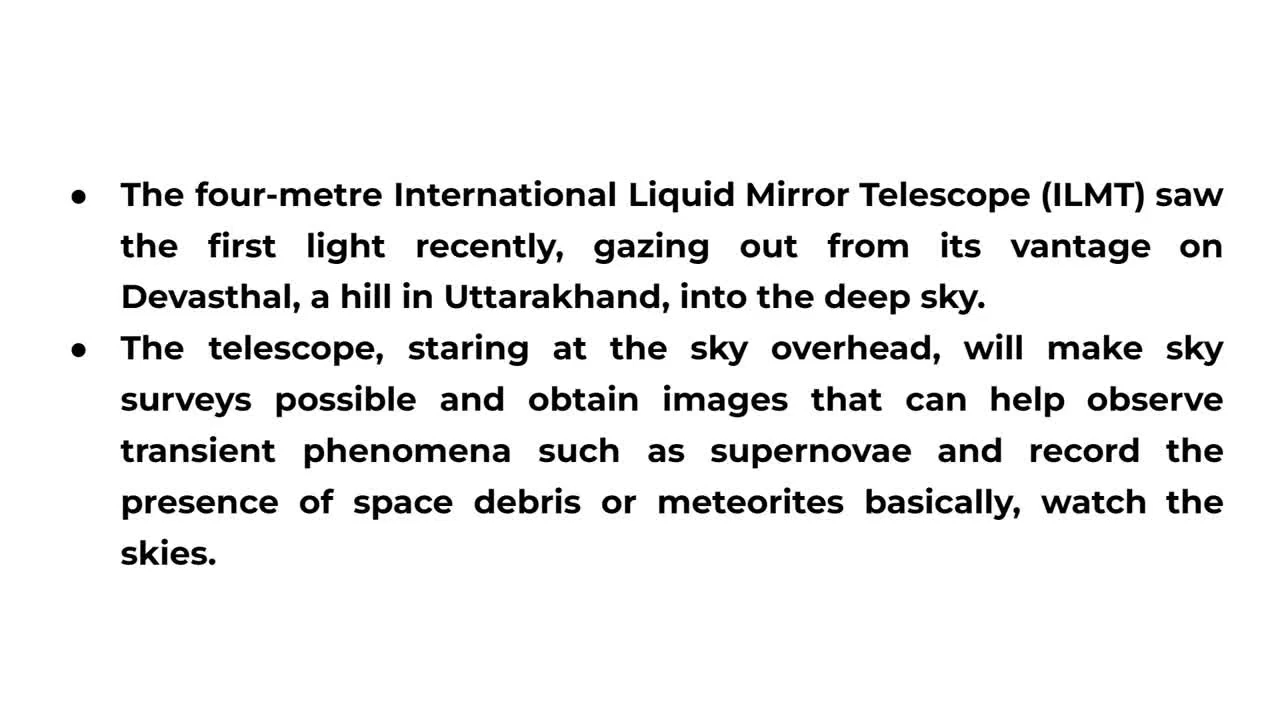 ● The four-metre International Liquid Mirror Telescope (ILMT) saw
the first light recently, gazing out from its vantage on
Devasthal, a hill in Uttarakhand, into the deep sky.
● The telescope, staring at the sky overhead, will make sky
surveys possible and obtain images that can help observe
transient phenomena such as supernovae and record the
presence of space debris or meteorites basically, watch the
skies.